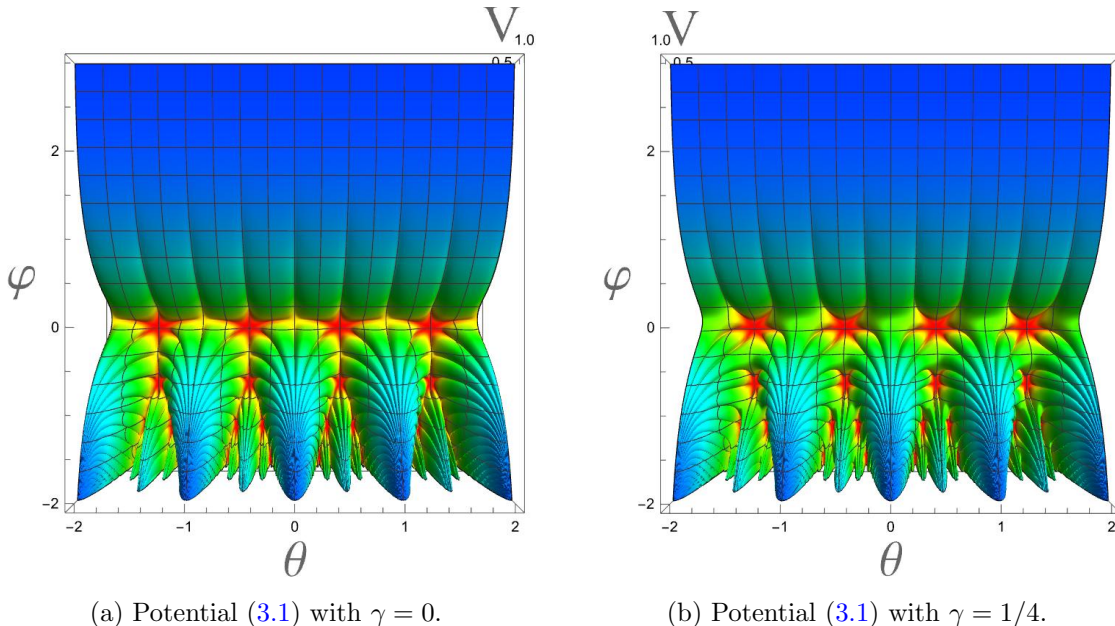 V
1.0
0.5
2
φ
0
−2
−2 −1 0 1 2
θ
(a) Potential (3.1) with γ = 0.
1.0 V
0.5
2
φ
0
−2
−2 −1 0 1 2
θ
(b) Potential (3.1) with γ = 1/4.